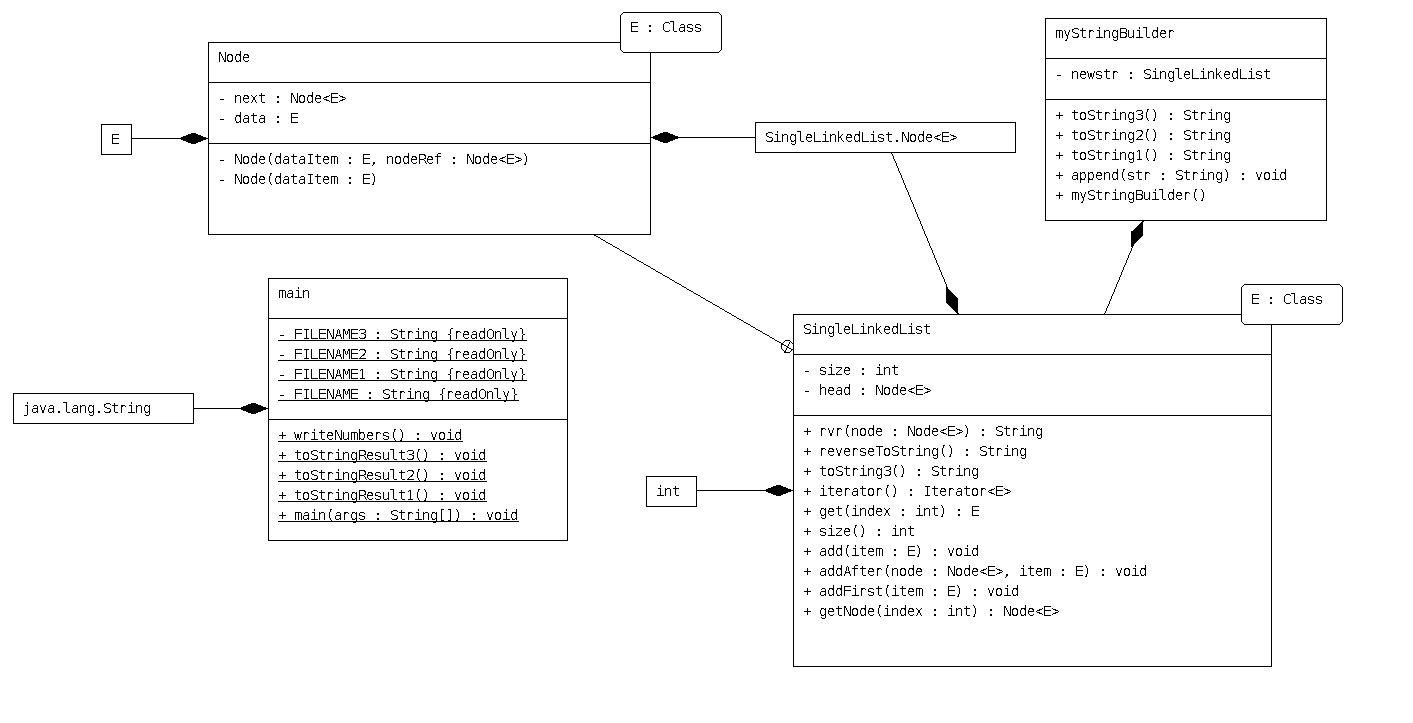 E : Class
Node
- next : Node<E>
- data : E
- Node(dataItem : E, nodeRef : Node<E>)
- Node(dataItem : E)
E
SingleLinkedList.Node<E>
myStringBuilder
- newstr : SingleLinkedList
+ toString3() : String
+ toString2() : String
+ toString1() : String
+ append(str : String) : void
+ myStringBuilder()
main
- FILENAME3 : String {readOnly}
- FILENAME2 : String {readOnly}
- FILENAME1 : String {readOnly}
- FILENAME : String {readOnly}
+ writeNumbers() : void
+ toStringResult3() : void
+ toStringResult2() : void
+ toStringResult1() : void
+ main(args : String[]) : void
java.lang.String
E : Class
SingleLinkedList
- size : int
- head : Node<E>
+ rvr(node : Node<E>) : String
+ reverseToString() : String
+ toString3() : String
+ iterator() : Iterator<E>
+ get(index : int) : E
+ size() : int
+ add(item : E) : void
+ addAfter(node : Node<E>, item : E) : void
+ addFirst(item : E) : void
+ getNode(index : int) : Node<E>
int